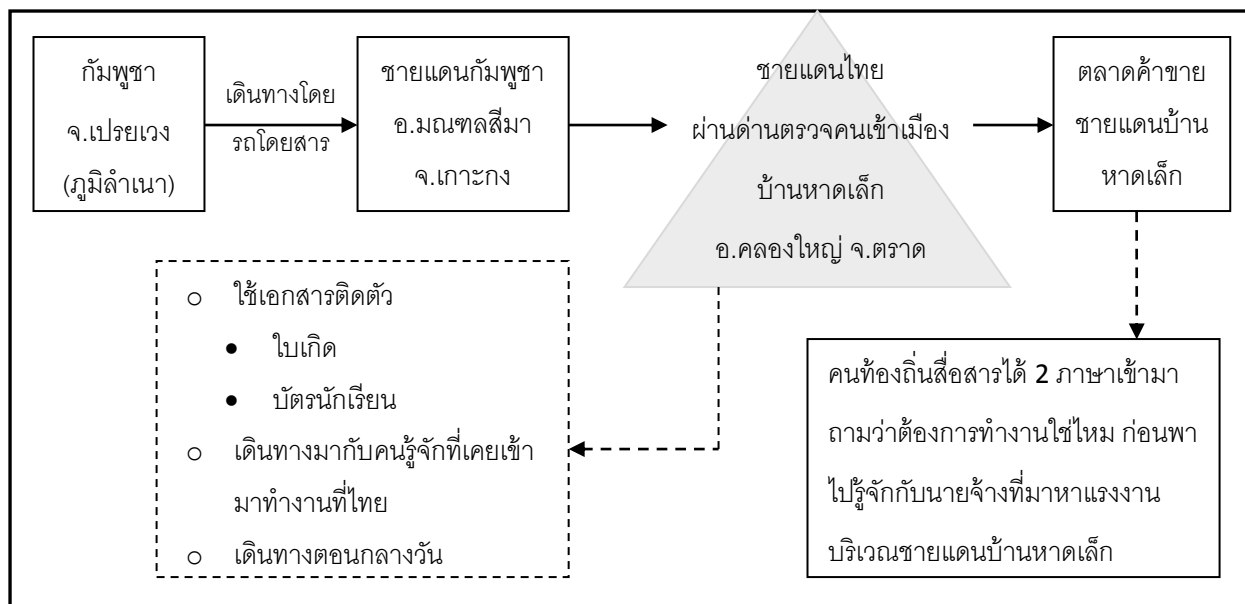 กัมพูชา
จ.เปรยเวง
(ภูมิลำเนา)
เดินทางโดย
รถโดยสาร
ชายแดนกัมพูชา
อ.มณฑลสีมา
จ.เกาะกง
ชายแดนไทย
ผ่านด่านตรวจคนเข้าเมือง
บ้านหาดเล็ก
อ.คลองใหญ่ จ.ตราด
ตลาดค้าขาย
ชายแดนบ้าน
หาดเล็ก
o ใช้เอกสารติดตัว
• ใบเกิด
• บัตรนักเรียน
o เดินทางมากับคนรู้จักที่เคยเข้า
มาทำงานที่ไทย
o เดินทางตอนกลางวัน
คนท้องถิ่นสื่อสารได้ 2 ภาษาเข้ามา
ถามว่าต้องการทำงานใช่ไหม ก่อนพา
ไปรู้จักกับนายจ้างที่มาหาแรงงาน
บริเวณชายแดนบ้านหาดเล็ก